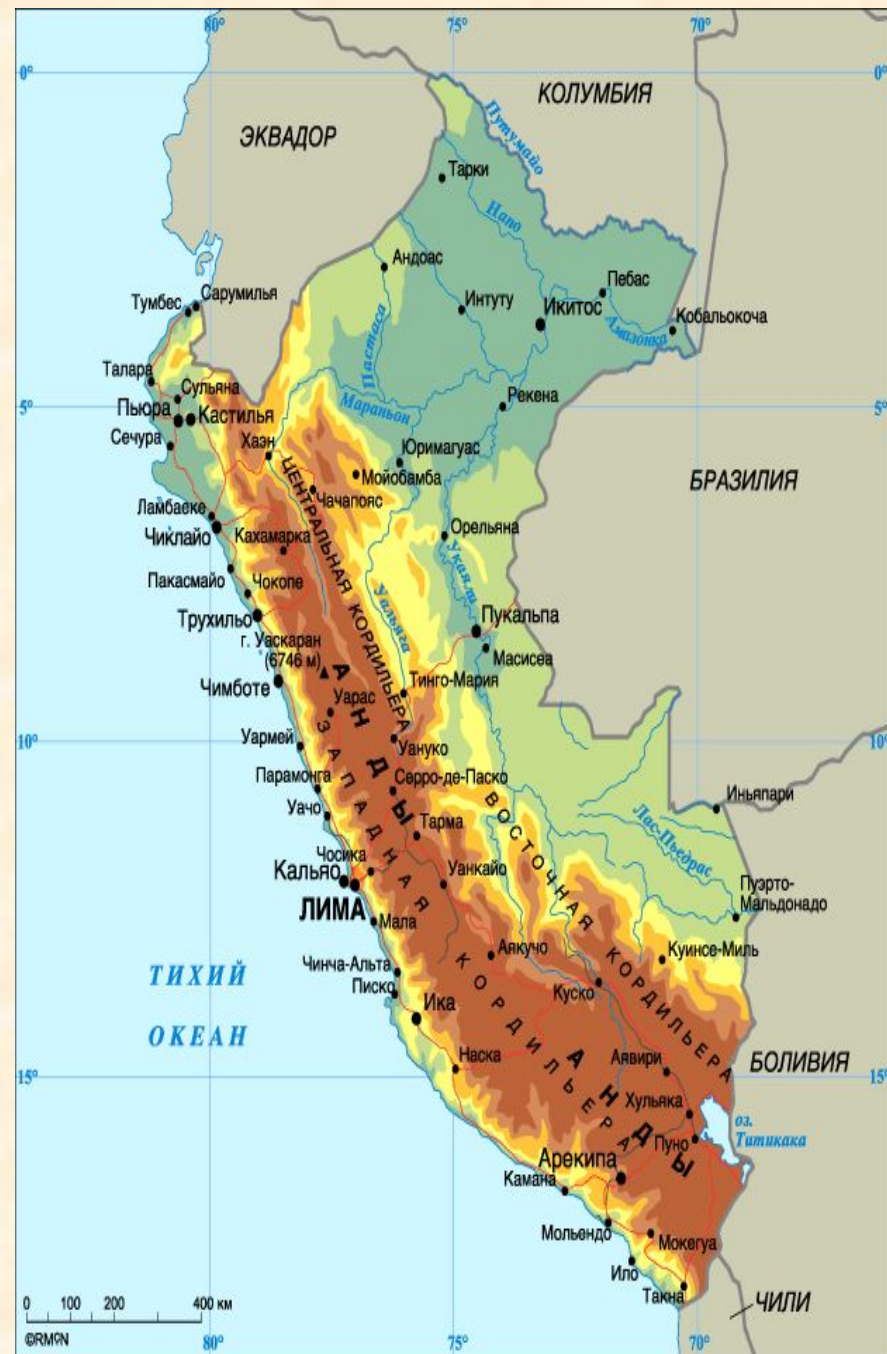 80°
75°
70°
0°
0°
КОЛУМБИЯ
ЭКВАДОР
Путумайо
Тарки
Напо
Андоас
Пебас
Сарумилья
Тумбес
Интуту
Икитос
Кобальокоча
Амазонка
Пастаса
Талара
Сульяна
Рекена
5°
5°
Пьюра
Кастилья
Мараньон
Сечура
Хаэн
Юримагуас
Мойобамба
БРАЗИЛИЯ
ЦЕНТРАЛЬНАЯ КОРДИЛЬЕРА
Чачапояс
Ламбаеке
Орельяна
Чиклайо
Кахамарка
Укаяли
Пакасмайо
Чокопе
Уальяга
Трухильо
Пукальпа
г. Уаскаран
(6746 м)
Масисеа
Чимботе
Тинго-Мария
АНДЫ
Уарас
10°
10°
Уармей
Уануко
ЗАПАДНАЯ КОРДИЛЬЕРА
Парамонга
Серро-де-Паско
Иньяпари
ВОСТОЧНАЯ КОРДИЛЬЕРА
Уачо
Лас-Пьедрас
Тарма
Чосика
Кальяо
Уанкайо
ЛИМА
Пуэрто-
Мальдонадо
Мала
Аякучо
Куинсе-Миль
ТИХИЙ
ОКЕАН
Чинча-Альта
Писко
Куско
Ика
АНДЫ
Наска
Аявири
БОЛИВИЯ
15°
15°
Хульяка
оз.
Титикака
Пуно
Арекипа
Камана
Мольендо
Мокегуа
Ило
Такна
ЧИЛИ
0 100 200 400 км
©RMQN
80°
75°
70°